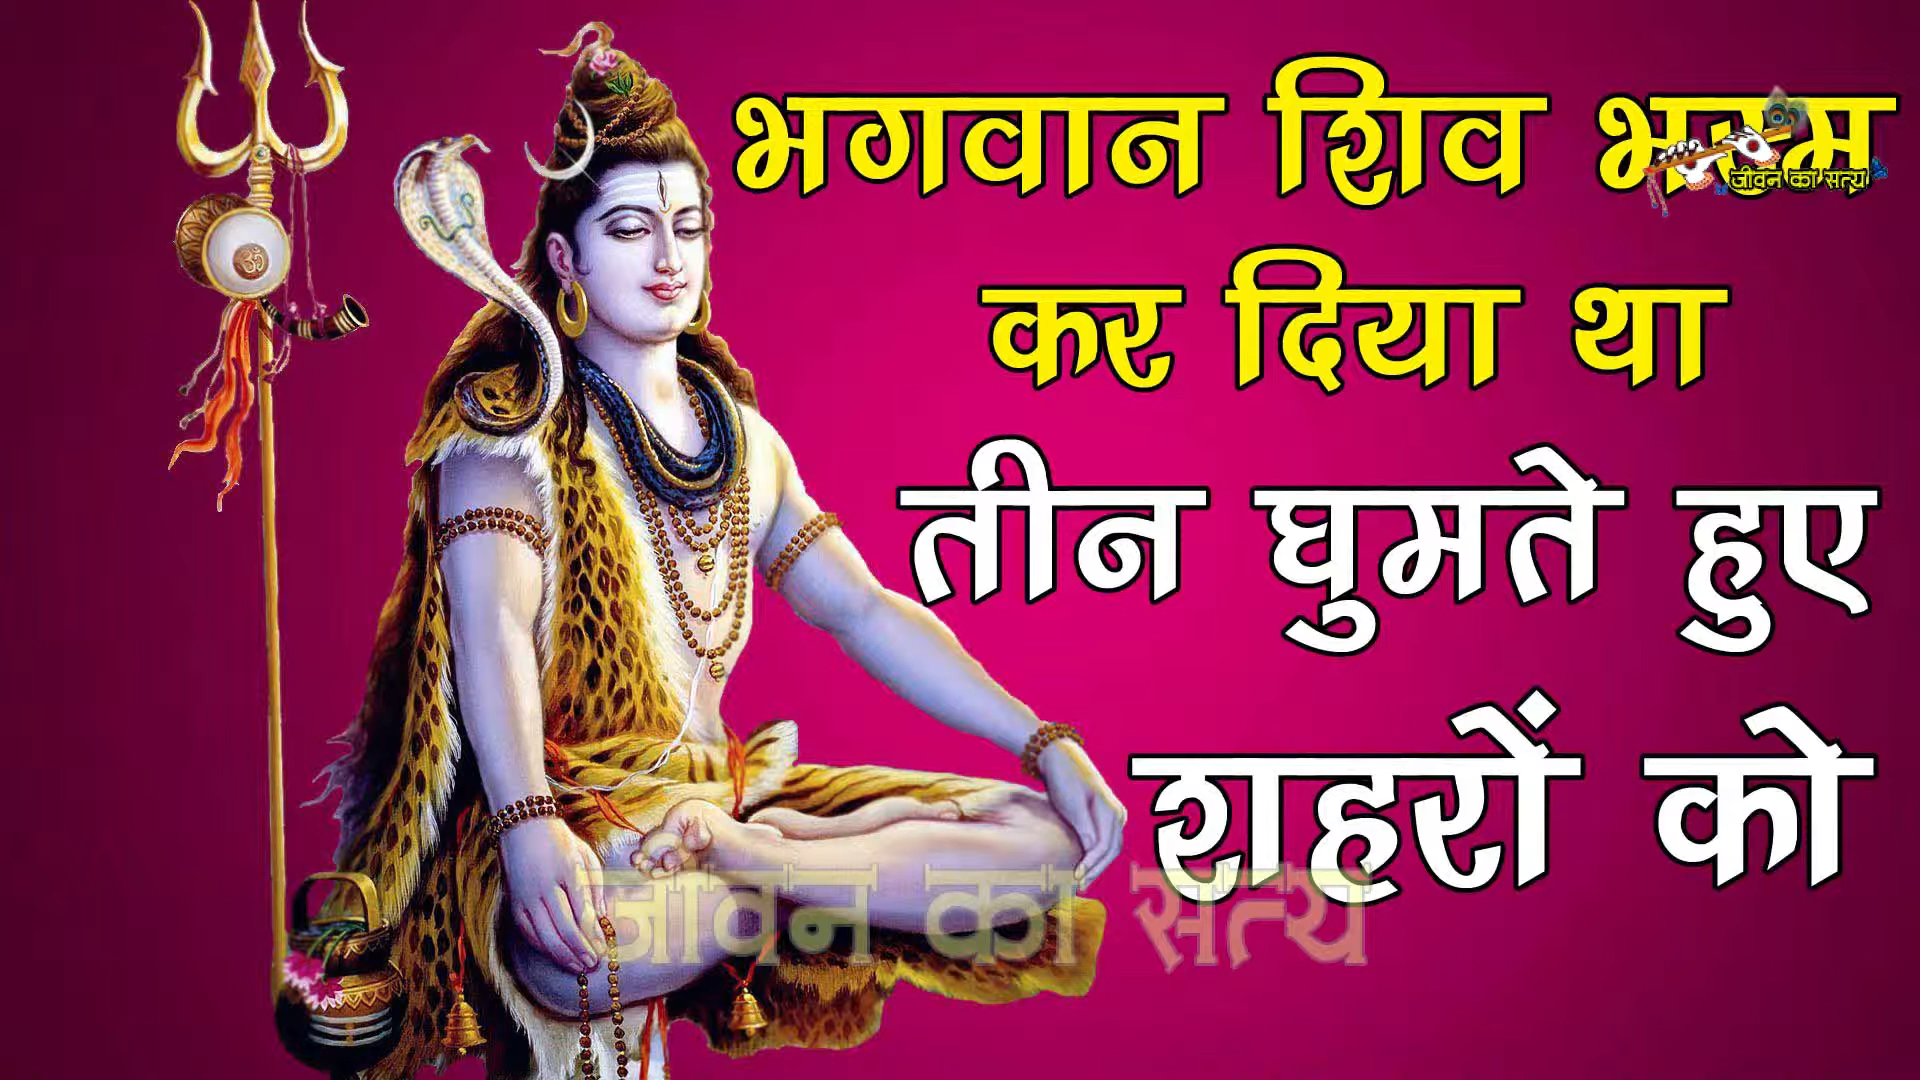 भगवान शिव भस्म
जीवन का सत्य
कर दिया था
तीन घुमते हुए
शहरों को
जीवन का सत्य